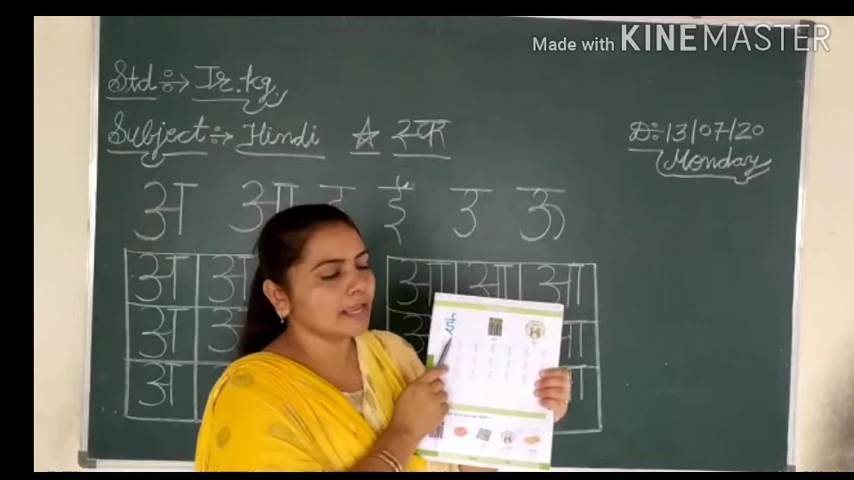 Made with KINEMASTER
Std :-> Jr. kg.
Subject :-> Hindi ☆ स्वर
D:- 13/07/20
Monday
अ आ इ ई उ ऊ
अ अ आ आ आ
ई
अ अ आ
अ